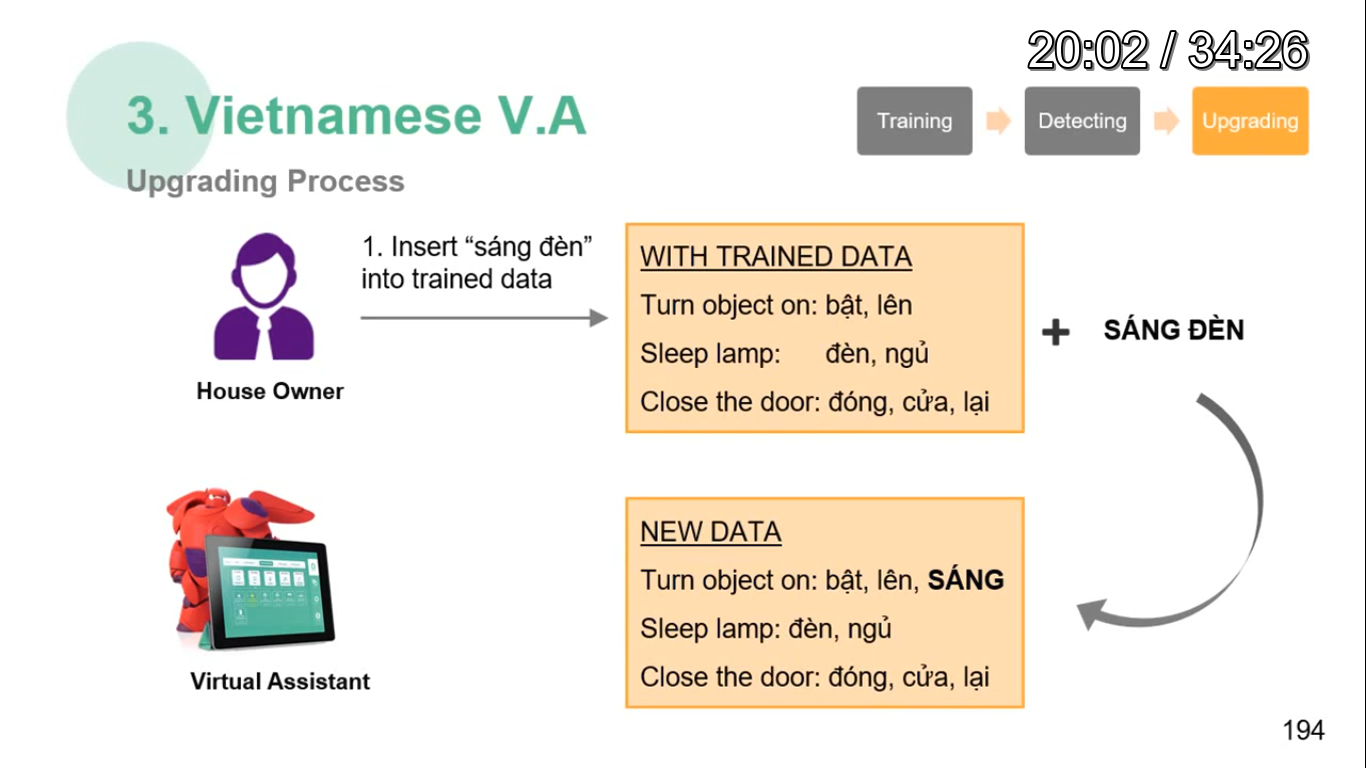 20:02 / 34:26
3. Vietnamese V.A
Training
Detecting
Upgrading
Upgrading Process
1. Insert “sáng đèn”
into trained data
House Owner
WITH TRAINED DATA
Turn object on: bật, lên
Sleep lamp: đèn, ngủ
Close the door: đóng, cửa, lại
SÁNG ĐÈN
Virtual Assistant
NEW DATA
Turn object on: bật, lên, SÁNG
Sleep lamp: đèn, ngủ
Close the door: đóng, cửa, lại
194